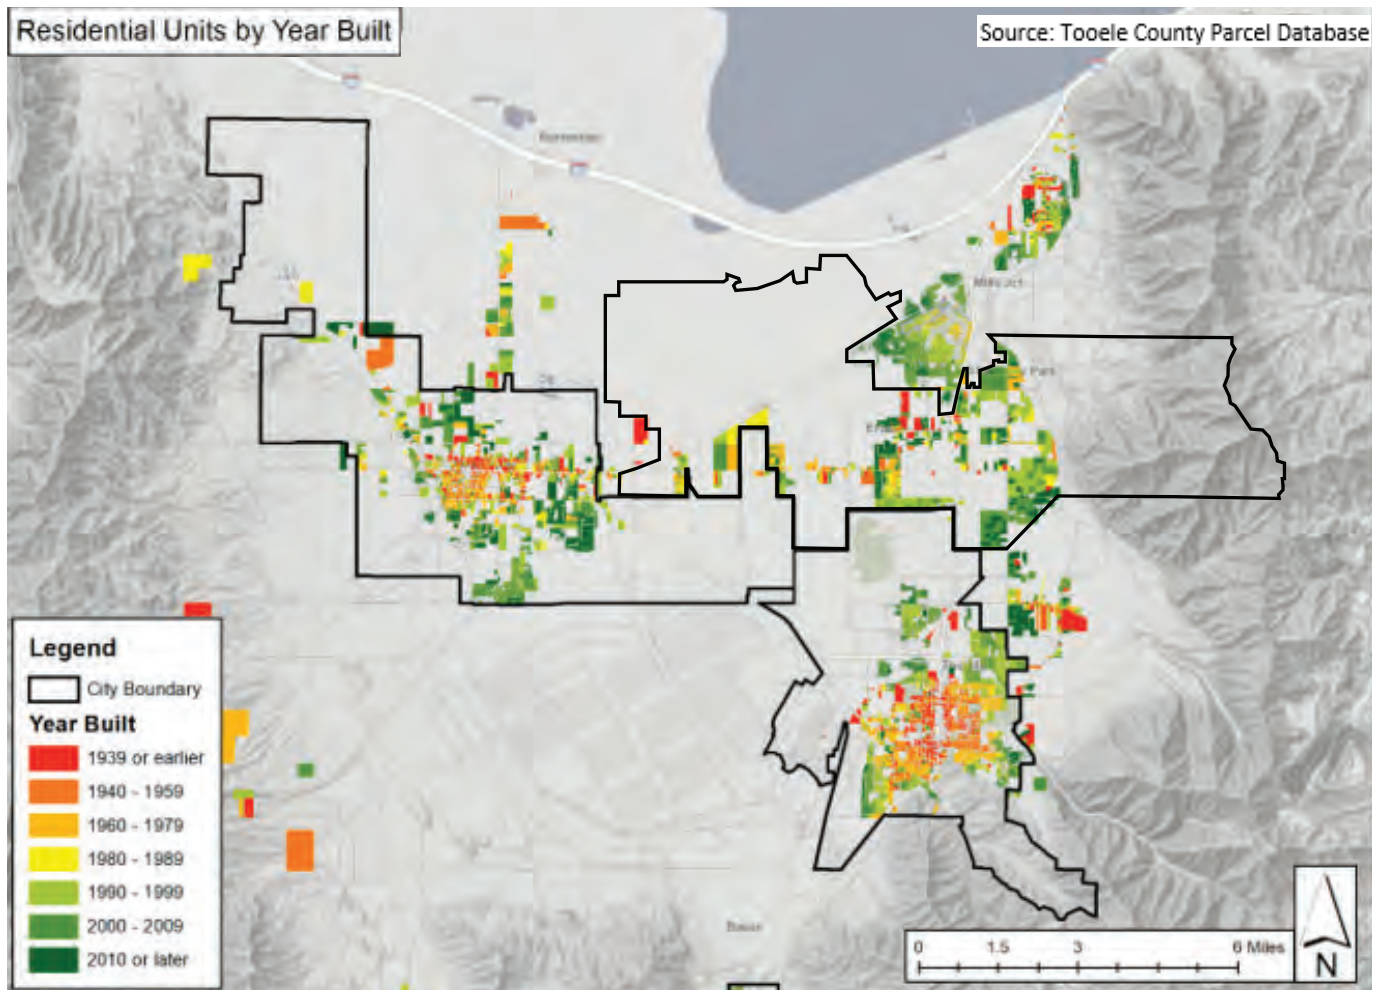 Residential Units by Year Built
Source: Tooele County Parcel Database
Legend
City Boundary
Year Built
1939 or earlier
1940 - 1959
1960 - 1979
1980 - 1989
1990 - 1999
2000 - 2009
2010 or later
0 1.5 3 6 Miles
N